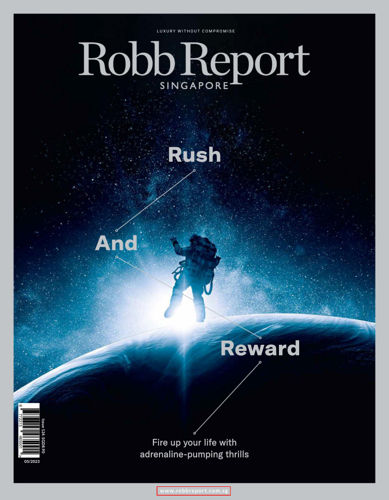 LUXURY WITHOUT COMPROMISE
Robb Report
SINGAPORE
Rush
And
Reward
Fire up your life with
adrenaline-pumping thrills
05/2023
www.robbreport.com.sg